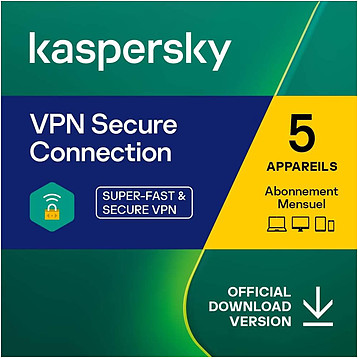 kaspersky
VPN Secure
Connection
SUPER-FAST &
SECURE VPN
5
APPAREILS
Abonnement
Mensuel
OFFICIAL
DOWNLOAD
VERSION